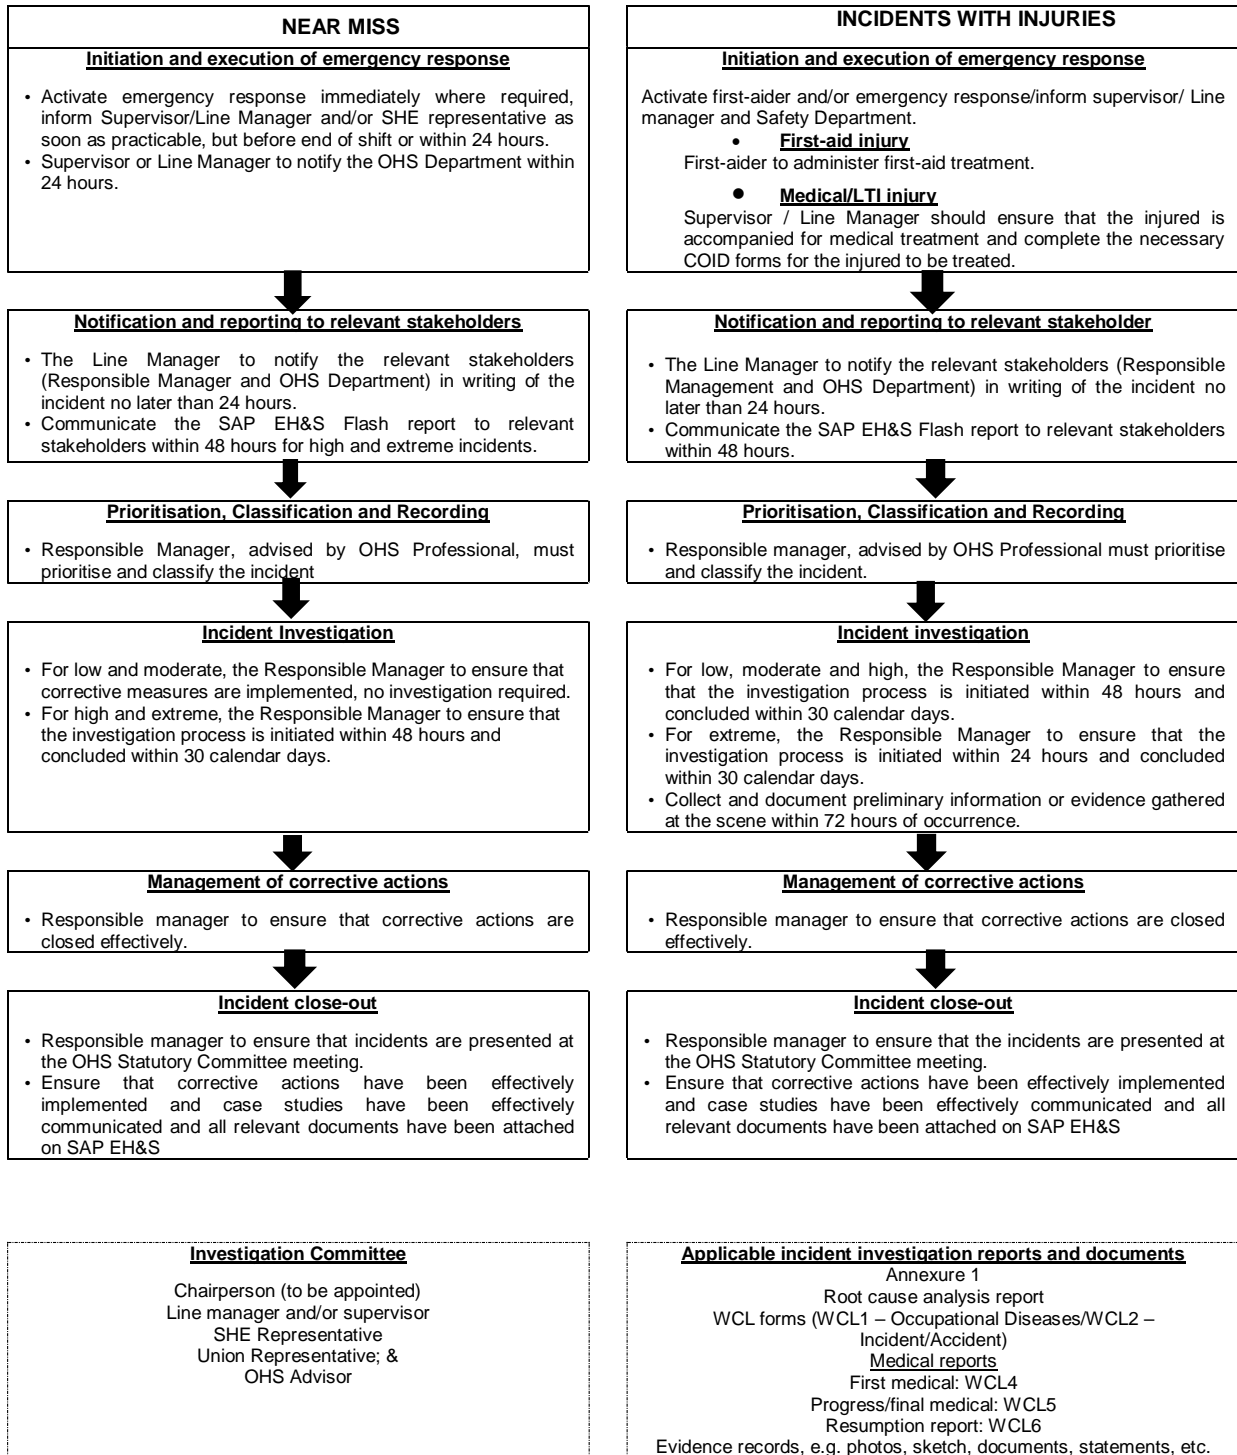 NEAR MISS
Initiation and execution of emergency response
• Activate emergency response immediately where required,
inform Supervisor/Line Manager and/or SHE representative as
soon as practicable, but before end of shift or within 24 hours.
• Supervisor or Line Manager to notify the OHS Department within
24 hours.
Notification and reporting to relevant stakeholders
• The Line Manager to notify the relevant stakeholders
(Responsible Manager and OHS Department) in writing of the
incident no later than 24 hours.
• Communicate the SAP EH&S Flash report to relevant
stakeholders within 48 hours for high and extreme incidents.
Prioritisation, Classification and Recording
• Responsible Manager, advised by OHS Professional, must
prioritise and classify the incident
Incident Investigation
• For low and moderate, the Responsible Manager to ensure that
corrective measures are implemented, no investigation required.
• For high and extreme, the Responsible Manager to ensure that
the investigation process is initiated within 48 hours and
concluded within 30 calendar days.
Management of corrective actions
• Responsible manager to ensure that corrective actions are
closed effectively.
Incident close-out
• Responsible manager to ensure that incidents are presented at
the OHS Statutory Committee meeting.
• Ensure that corrective actions have been effectively
implemented and case studies have been effectively
communicated and all relevant documents have been attached
on SAP EH&S
INCIDENTS WITH INJURIES
Initiation and execution of emergency response
Activate first-aider and/or emergency response/inform supervisor/ Line
manager and Safety Department.
• First-aid injury
First-aider to administer first-aid treatment.
• Medical/LTI injury
Supervisor / Line Manager should ensure that the injured is
accompanied for medical treatment and complete the necessary
COID forms for the injured to be treated.
Notification and reporting to relevant stakeholder
• The Line Manager to notify the relevant stakeholders (Responsible
Management and OHS Department) in writing of the incident no
later than 24 hours.
• Communicate the SAP EH&S Flash report to relevant stakeholders
within 48 hours.
Prioritisation, Classification and Recording
• Responsible manager, advised by OHS Professional must prioritise
and classify the incident.
Incident investigation
• For low, moderate and high, the Responsible Manager to ensure
that the investigation process is initiated within 48 hours and
concluded within 30 calendar days.
• For extreme, the Responsible Manager to ensure that the
investigation process is initiated within 24 hours and concluded
within 30 calendar days.
• Collect and document preliminary information or evidence gathered
at the scene within 72 hours of occurrence.
Management of corrective actions
• Responsible manager to ensure that corrective actions are closed
effectively.
Incident close-out
• Responsible manager to ensure that the incidents are presented at
the OHS Statutory Committee meeting.
• Ensure that corrective actions have been effectively implemented
and case studies have been effectively communicated and all
relevant documents have been attached on SAP EH&S
Investigation Committee
Chairperson (to be appointed)
Line manager and/or supervisor
SHE Representative
Union Representative; &
OHS Advisor
Applicable incident investigation reports and documents
Annexure 1
Root cause analysis report
WCL forms (WCL1 – Occupational Diseases/WCL2 –
Incident/Accident)
Medical reports
First medical: WCL4
Progress/final medical: WCL5
Resumption report: WCL6
Evidence records, e.g. photos, sketch, documents, statements, etc.